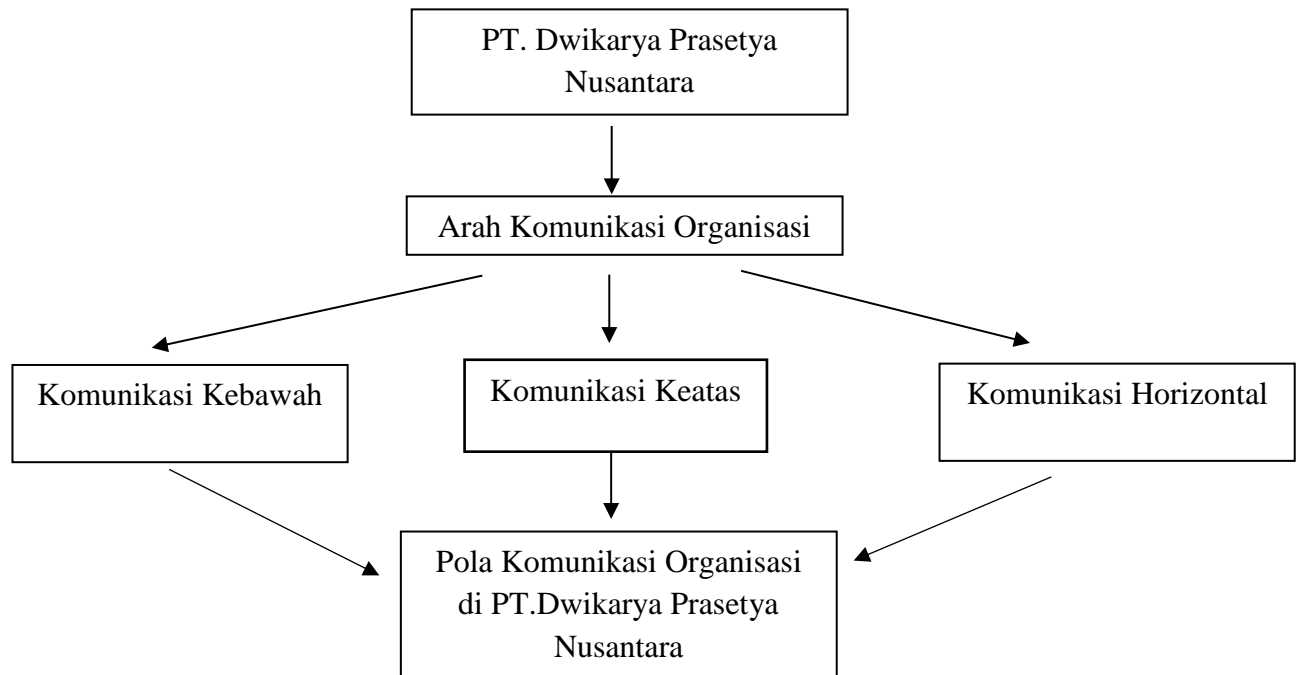 PT. Dwikarya Prasetya
Nusantara
Arah Komunikasi Organisasi
Komunikasi Kebawah
Komunikasi Keatas
Komunikasi Horizontal
Pola Komunikasi Organisasi
di PT.Dwikarya Prasetya
Nusantara